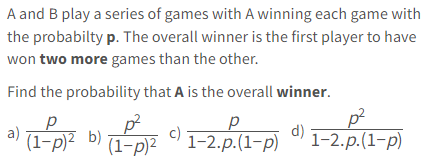 A and B play a series of games with A winning each game with
the probabilty p. The overall winner is the first player to have
won two more games than the other.
Find the probability that A is the overall winner.
a) p/(1−p)² b) p²/(1−p)² c) p/1−2.p.(1−p) d) p²/1−2.p.(1−p)